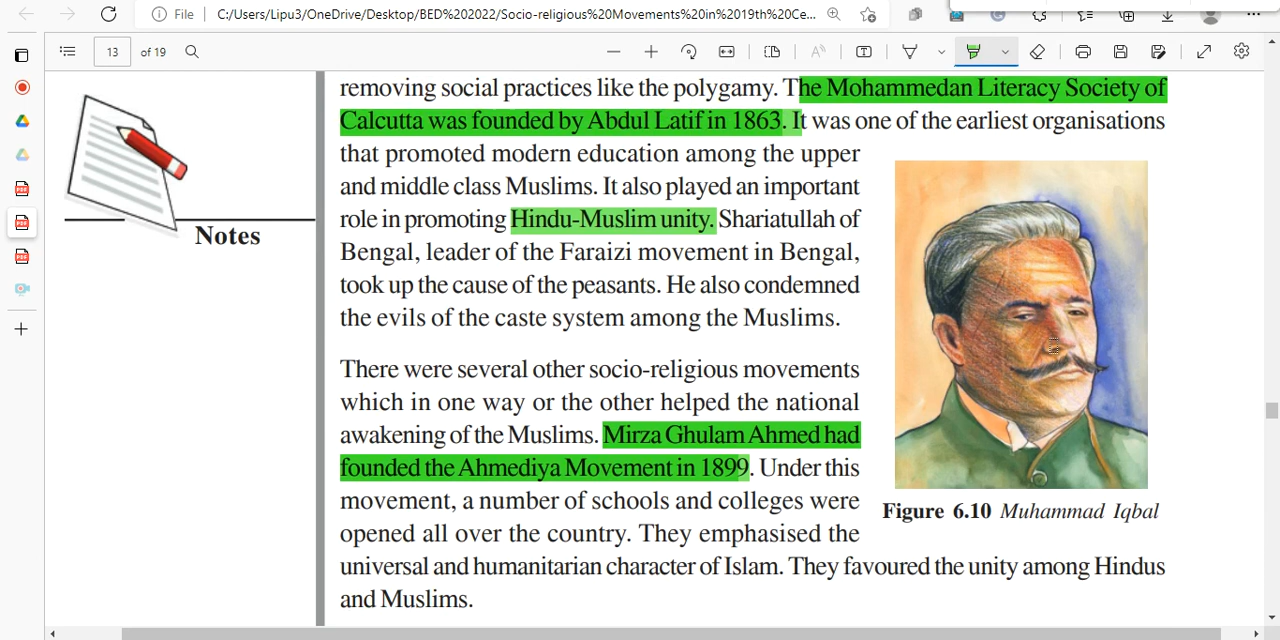 File
C:/Users/Lipu3/OneDrive/Desktop/BED%202022/Socio-religious%20Movements%20in%2019th%20Ce...
13 of 19
removing social practices like the polygamy. The Mohammedan Literacy Society of
Calcutta was founded by Abdul Latif in 1863. It was one of the earliest organisations
that promoted modern education among the upper
and middle class Muslims. It also played an important
role in promoting Hindu-Muslim unity. Shariatullah of
Bengal, leader of the Faraizi movement in Bengal,
took up the cause of the peasants. He also condemned
the evils of the caste system among the Muslims.
Notes
There were several other socio-religious movements
which in one way or the other helped the national
awakening of the Muslims. Mirza Ghulam Ahmed had
founded the Ahmediya Movement in 1899. Under this
movement, a number of schools and colleges were
opened all over the country. They emphasised the
universal and humanitarian character of Islam. They favoured the unity among Hindus
and Muslims.
Figure 6.10 Muhammad Iqbal